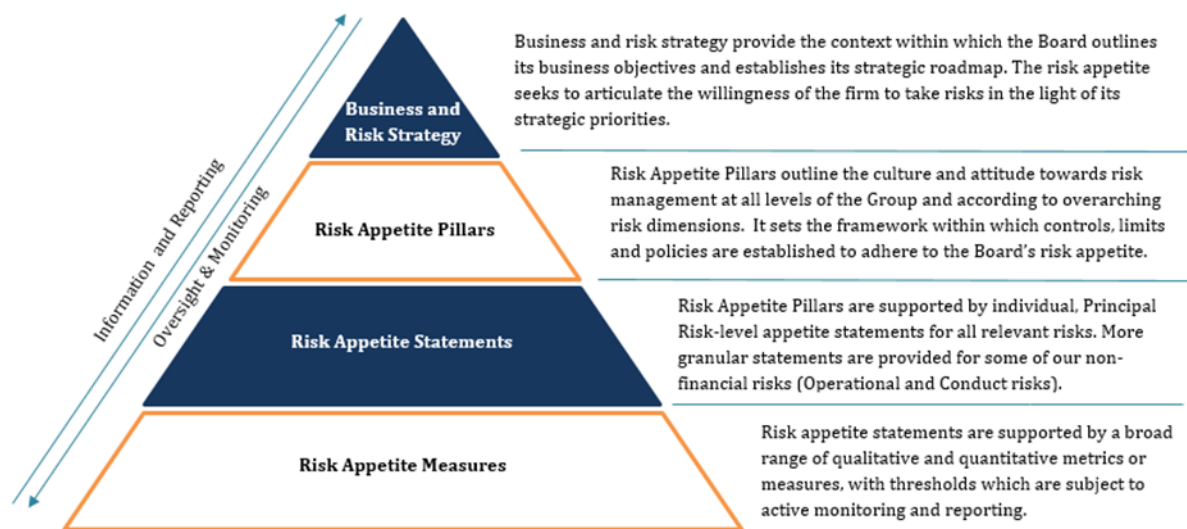 Business and risk strategy provide the context within which the Board outlines
its business objectives and establishes its strategic roadmap. The risk appetite
seeks to articulate the willingness of the firm to take risks in the light of its
strategic priorities.
Business and
Risk Strategy
Information and Reporting
Oversight & Monitoring
Risk Appetite Pillars outline the culture and attitude towards risk
management at all levels of the Group and according to overarching
risk dimensions. It sets the framework within which controls, limits
and policies are established to adhere to the Board's risk appetite.
Risk Appetite Pillars
Risk Appetite Pillars are supported by individual, Principal
Risk-level appetite statements for all relevant risks. More
granular statements are provided for some of our non-
financial risks (Operational and Conduct risks).
Risk Appetite Statements
Risk appetite statements are supported by a broad
range of qualitative and quantitative metrics or
measures, with thresholds which are subject to
active monitoring and reporting.
Risk Appetite Measures